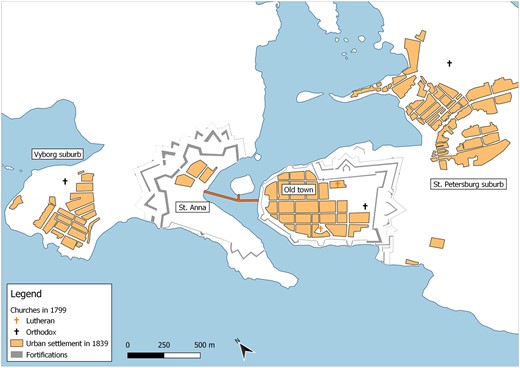 Vyborg suburb
St. Anna
Old town
St. Petersburg suburb
Legend
Churches in 1799
Lutheran
Orthodox
Urban settlement in 1839
Fortifications
0 250 500 m
N